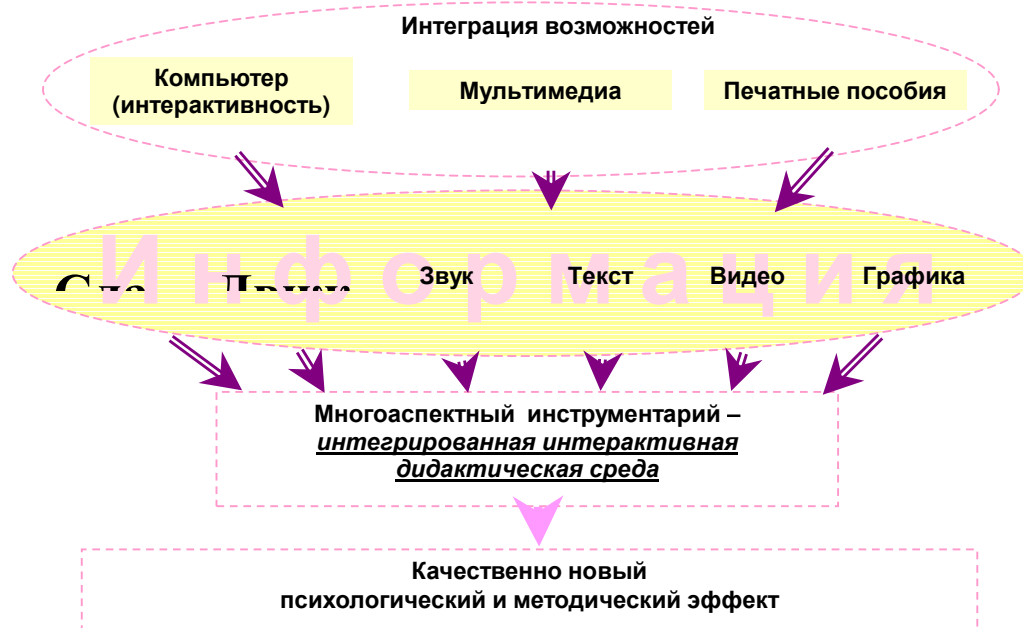 Интеграция возможностей
Компьютер
(интерактивность)
Мультимедиа
Печатные пособия
Информация
Звук
Текст
Видео
Графика
Многоаспектный инструментарий –
интегрированная интерактивная
дидактическая среда
Качественно новый
психологический и методический эффект